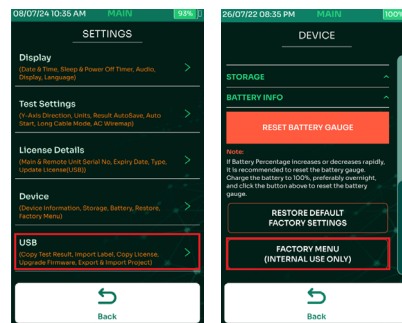 08/07/24 10:35 AM MAIN 93%
SETTINGS
Display
(Date & Time, Sleep & Power Off Timer, Audio,
Display, Language)
Test Settings
(Y-Axis Direction, Units, Result AutoSave, Auto
Start, Long Cable Mode, AC Wiremap)
License Details
(Main & Remote Unit Serial No, Expiry Date, Type,
Update License(USB))
Device
(Device Information, Storage, Battery, Restore,
Factory Menu)
USB
(Copy Test Result, Import Label, Copy License,
Upgrade Firmware, Export & Import Project)
Back
26/07/22 08:35 PM MAIN 100%
DEVICE
STORAGE
BATTERY INFO
RESET BATTERY GAUGE
Note:
If Battery Percentage increases or decreases rapidly,
It is recommended to reset the battery gauge.
Charge the battery to 100%, preferably overnight,
and click the button above to reset the battery
gauge.
RESTORE DEFAULT
FACTORY SETTINGS
FACTORY MENU
(INTERNAL USE ONLY)
Back